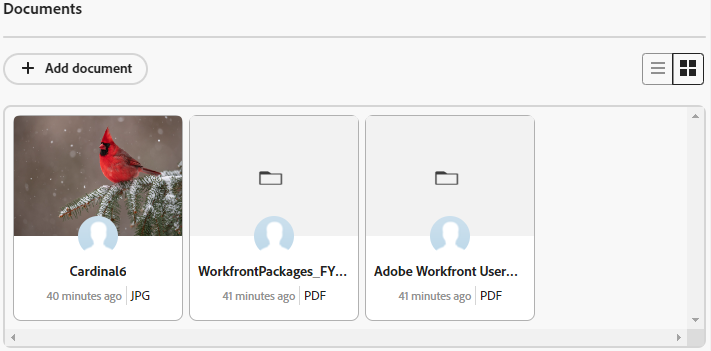 Documents
+ Add document
Cardinal6
40 minutes ago JPG
WorkfrontPackages_FY...
41 minutes ago PDF
Adobe Workfront User...
41 minutes ago PDF